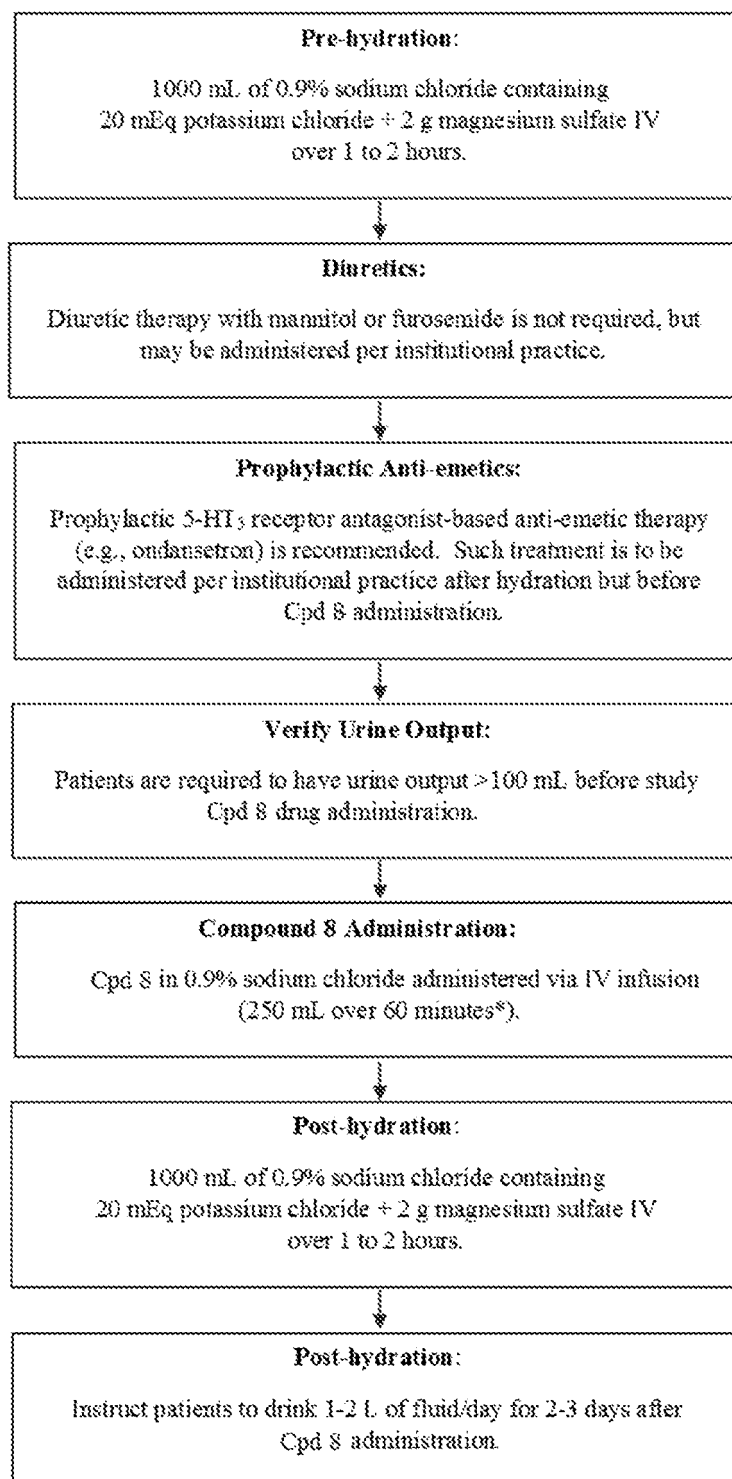 Pre-hydration:
1000 mL of 0.9% sodium chloride containing
20 mEq potassium chloride + 2 g magnesium sulfate IV
over 1 to 2 hours.
Diuretics:
Diuretic therapy with mannitol or furosemide is not required, but
may be administered per institutional practice.
Prophylactic Anti-emetics:
Prophylactic 5-HT3 receptor antagonist-based anti-emetic therapy
(e.g., ondansetron) is recommended. Such treatment is to be
administered per institutional practice after hydration but before
Cpd 8 administration.
Verify Urine Output:
Patients are required to have urine output >100 mL before study
Cpd 8 drug administration.
Compound 8 Administration:
Cpd 8 in 0.9% sodium chloride administered via IV infusion
(250 mL over 60 minutes*).
Post-hydration:
1000 mL of 0.9% sodium chloride containing
20 mEq potassium chloride + 2 g magnesium sulfate IV
over 1 to 2 hours.
Post-hydration:
Instruct patients to drink 1-2 L of fluid/day for 2-3 days after
Cpd 8 administration.